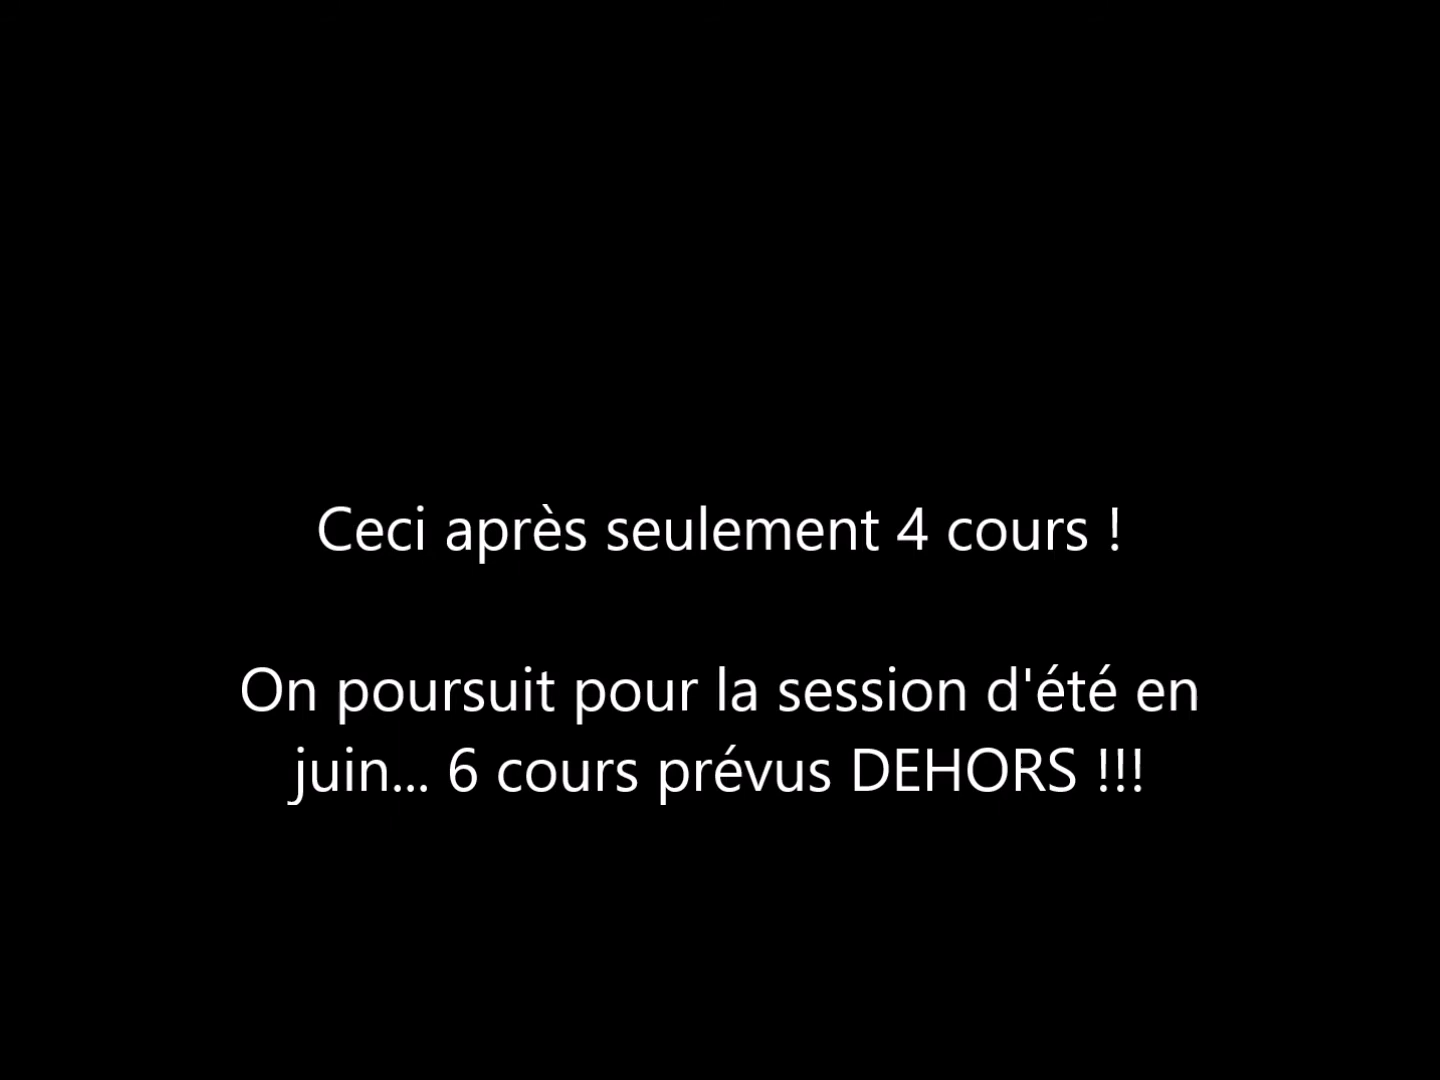 Ceci après seulement 4 cours !
On poursuit pour la session d'été en
juin... 6 cours prévus DEHORS !!!